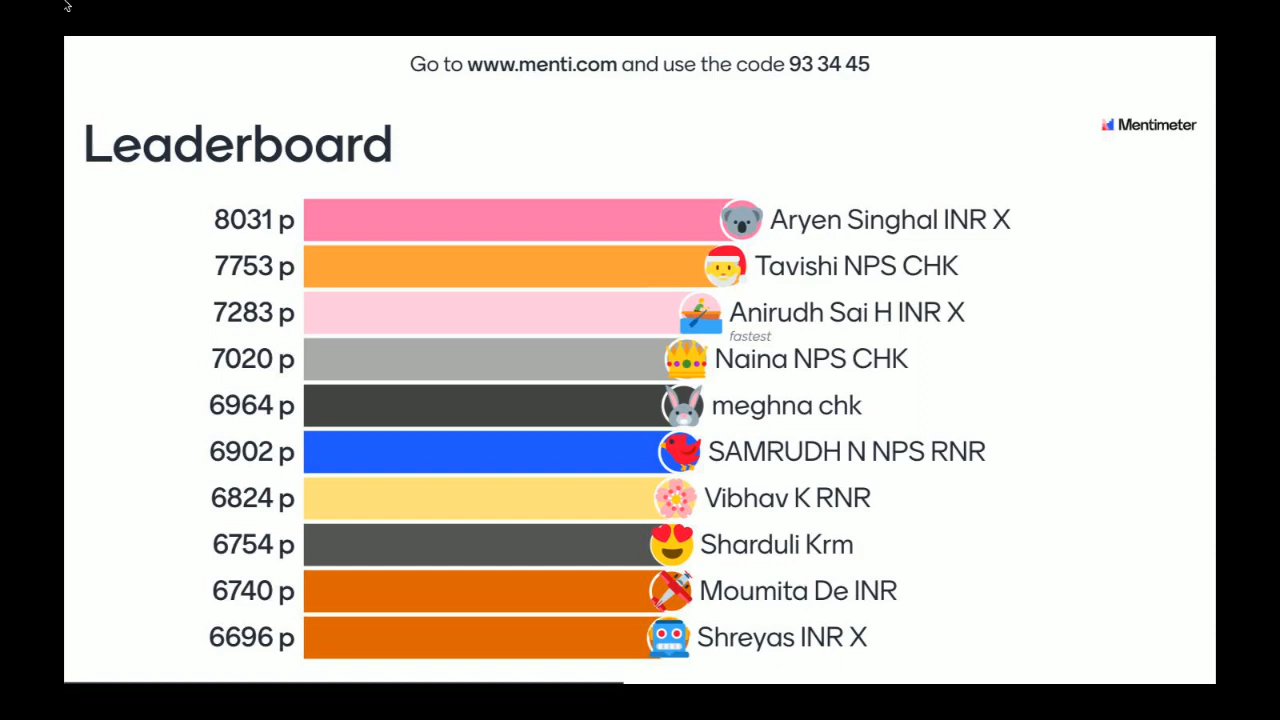 Go to www.menti.com and use the code 93 34 45
Mentimeter
Leaderboard
8031 p Aryen Singhal INR X
7753 p Tavishi NPS CHK
7283 p Anirudh Sai H INR X
fastest
7020 p Naina NPS CHK
6964 p meghna chk
6902 p SAMRUDH N NPS RNR
6824 p Vibhav K RNR
6754 p Sharduli Krm
6740 p Moumita De INR
6696 p Shreyas INR X